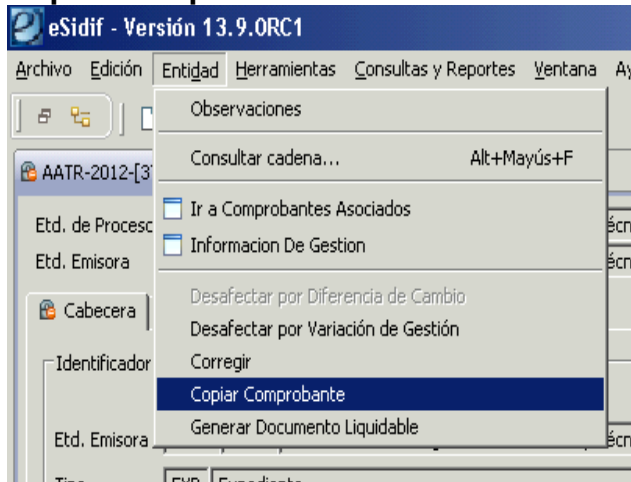 eSidif - Versión 13.9.0RC1
Archivo Edición Entidad Herramientas Consultas y Reportes Ventana
Observaciones
Consultar cadena... Alt+Mayús+F
AATR-2012-[3
Ir a Comprobantes Asociados
Etd. de Proceso
Informacion De Gestion
Etd. Emisora
Desafectar por Diferencia de Cambio
Cabecera
Desafectar por Variación de Gestión
Identificador
Corregir
Copiar Comprobante
Generar Documento Liquidable
Etd. Emisora
Tipo EXP Expediente